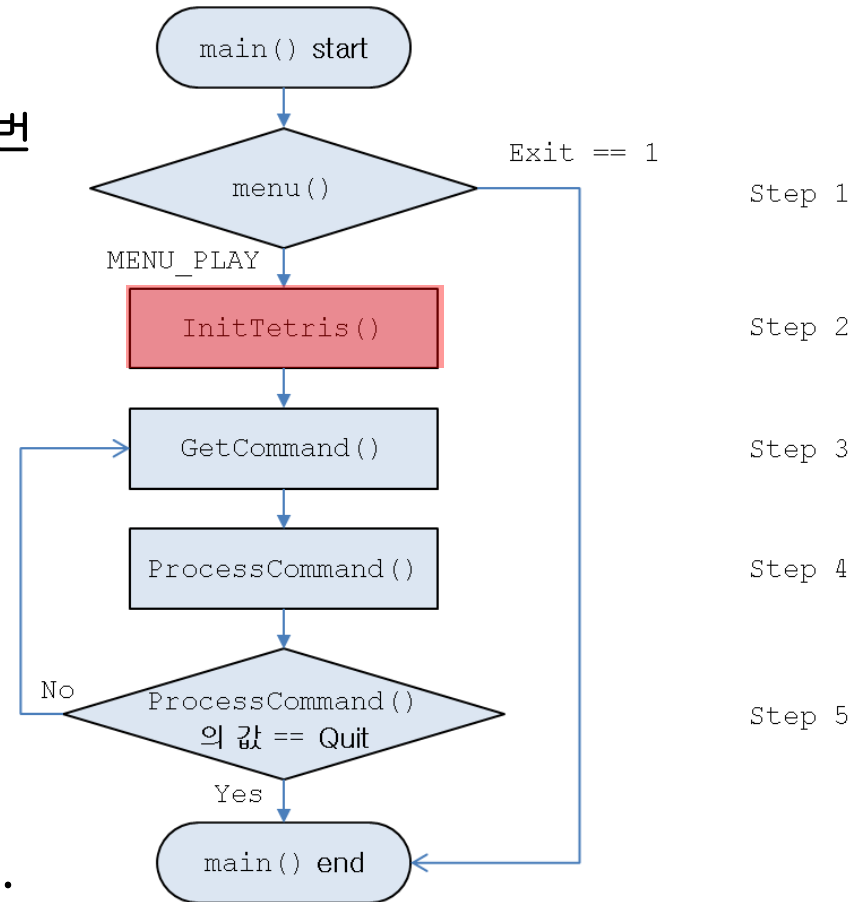 main() start
번
Exit == 1
menu()
Step 1
MENU_PLAY
InitTetris()
Step 2
GetCommand()
Step 3
ProcessCommand()
Step 4
No
ProcessCommand()
의 값 == Quit
Step 5
Yes
main() end
.